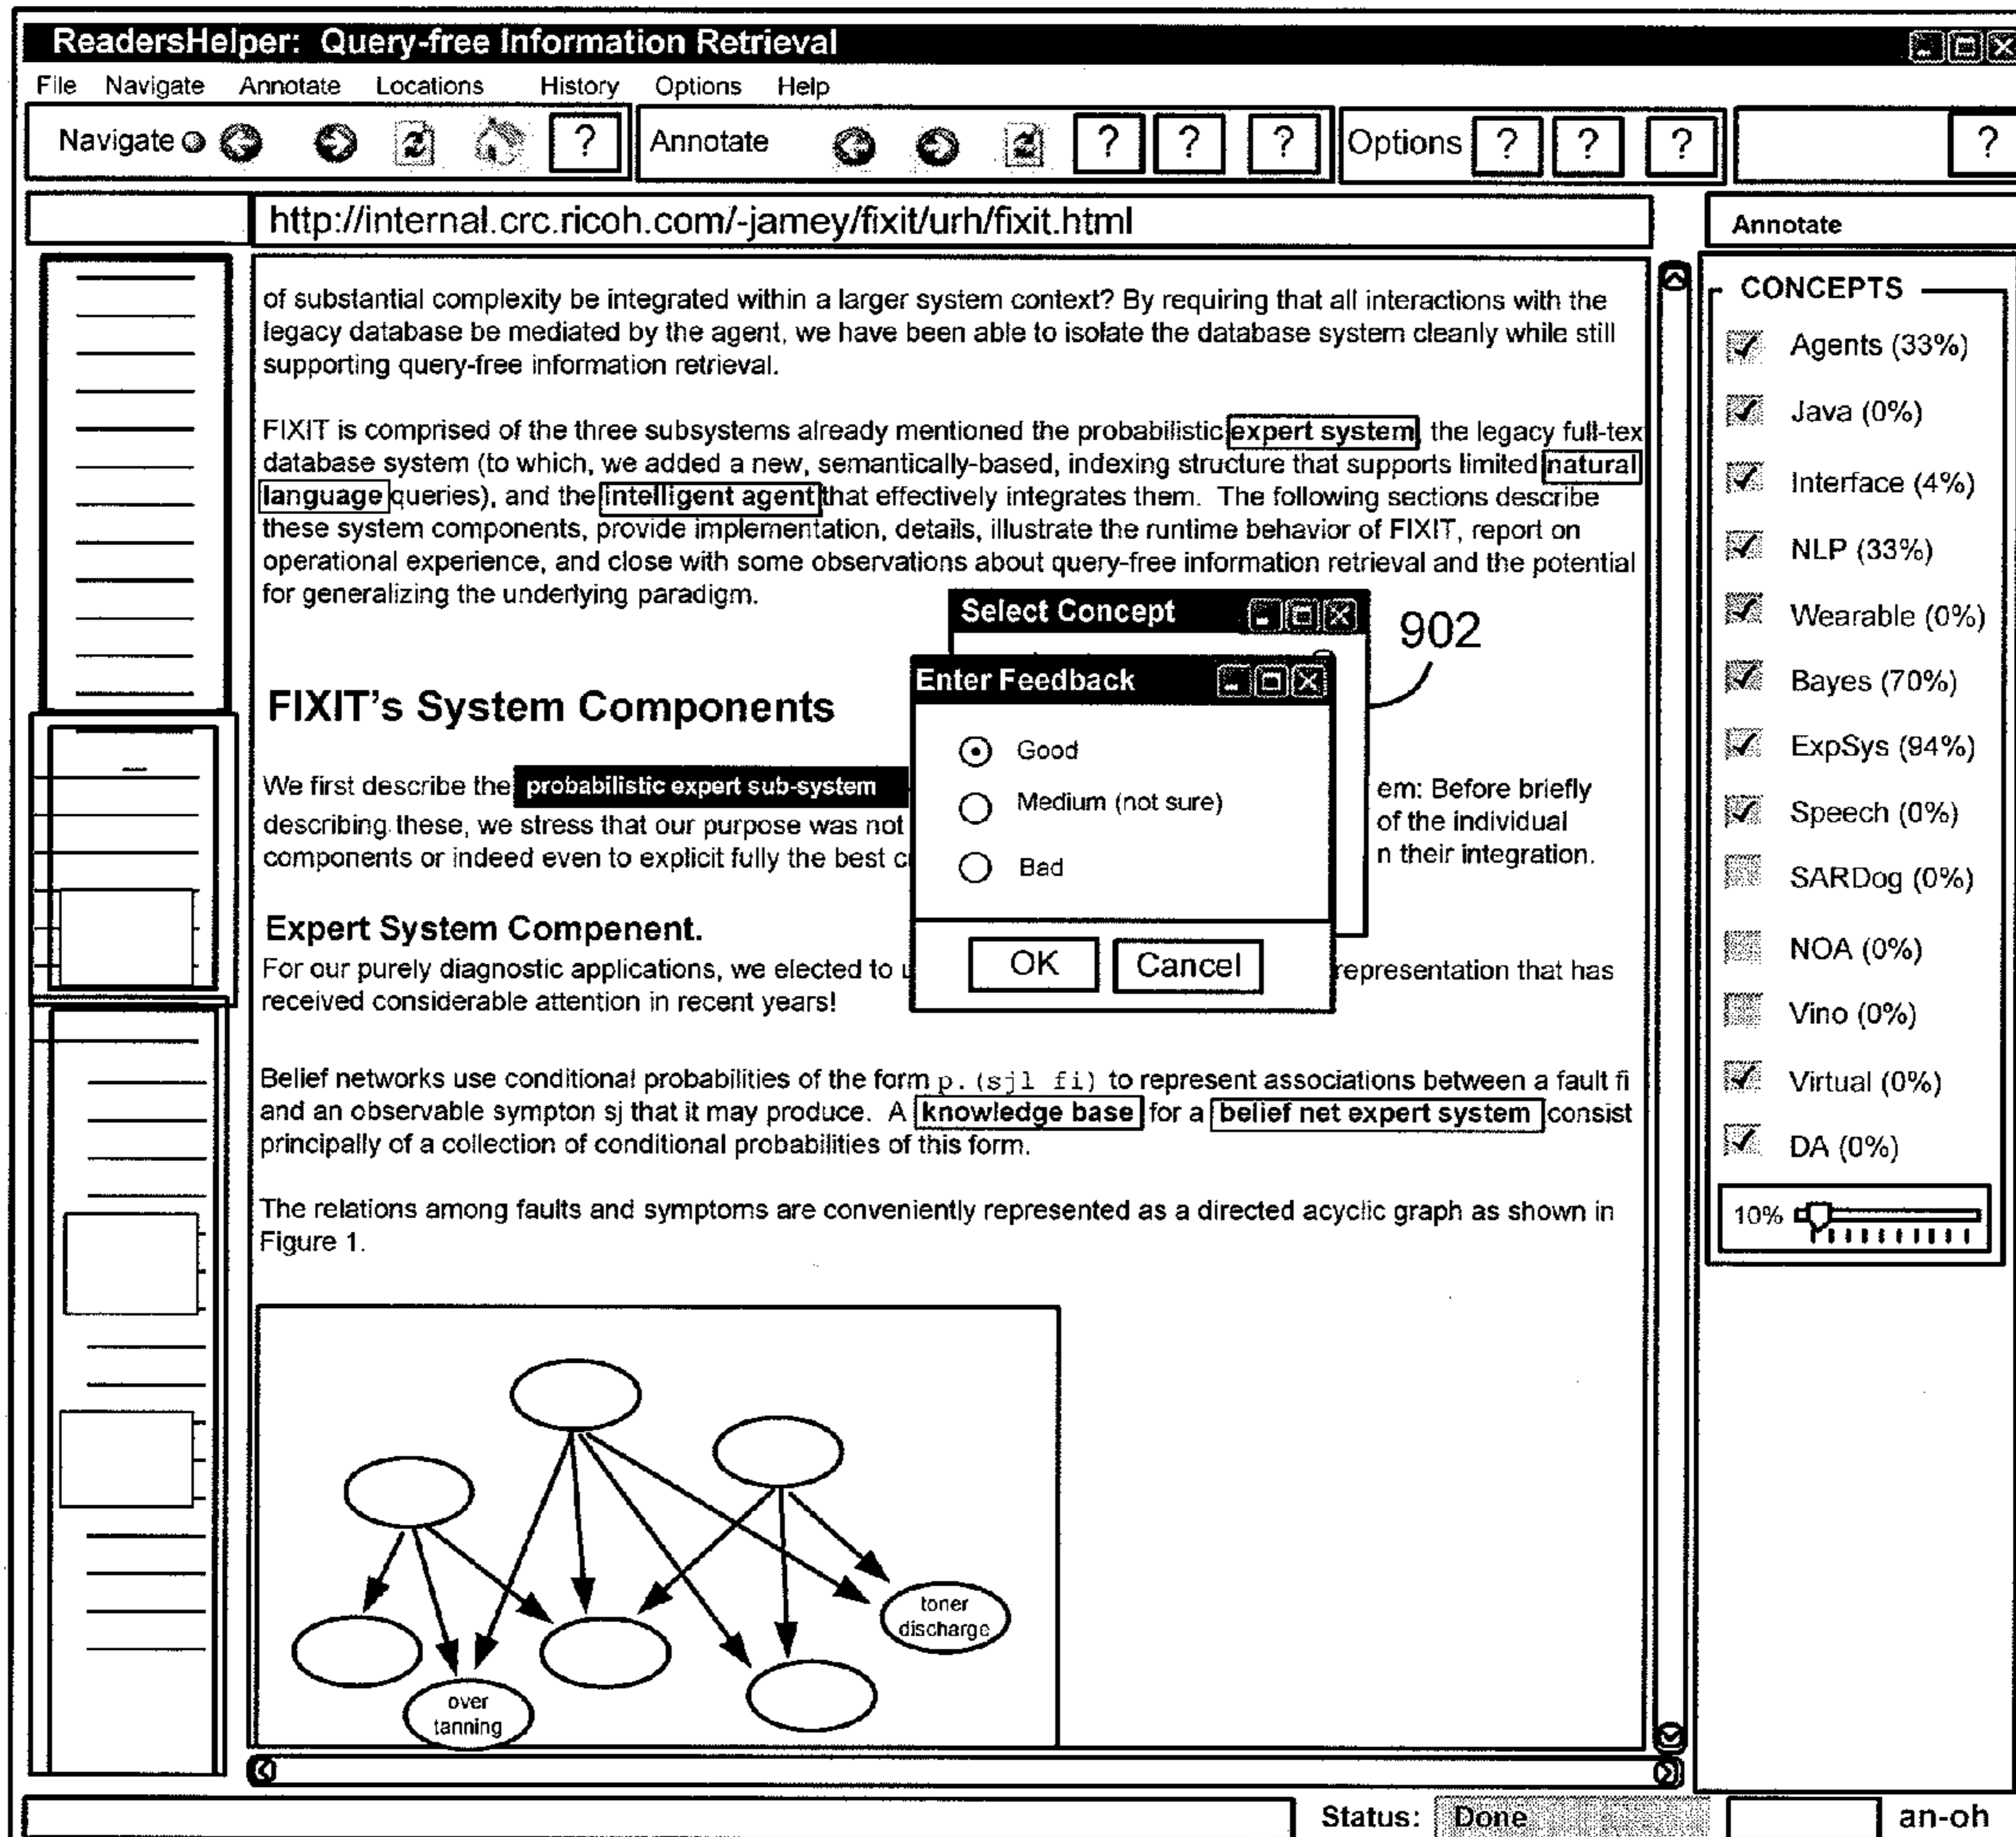 ReadersHelper: Query-free Information Retrieval
File Navigate Annotate Locations History Options Help
Navigate ? Annotate ? ? ? Options ? ? ? ?
http://internal.crc.ricoh.com/-jamey/fixit/urh/fixit.html
Annotate
of substantial complexity be integrated within a larger system context? By requiring that all interactions with the
legacy database be mediated by the agent, we have been able to isolate the database system cleanly while still
supporting query-free information retrieval.
FIXIT is comprised of the three subsystems already mentioned the probabilistic expert system, the legacy full-tex
database system (to which, we added a new, semantically-based, indexing structure that supports limited natural
language queries), and the intelligent agent that effectively integrates them. The following sections describe
these system components, provide implementation, details, illustrate the runtime behavior of FIXIT, report on
operational experience, and close with some observations about query-free information retrieval and the potential
for generalizing the underlying paradigm.
FIXIT's System Components
We first describe the probabilistic expert sub-system em: Before briefly
describing these, we stress that our purpose was not of the individual
components or indeed even to explicit fully the best c n their integration.
Expert System Compenent.
For our purely diagnostic applications, we elected to u representation that has
received considerable attention in recent years!
Belief networks use conditional probabilities of the form p.(sjl fi) to represent associations between a fault fi
and an observable sympton sj that it may produce. A knowledge base for a belief net expert system consist
principally of a collection of conditional probabilities of this form.
The relations among faults and symptoms are conveniently represented as a directed acyclic graph as shown in
Figure 1.
toner
discharge
over
tanning
Select Concept
902
Enter Feedback
Good
Medium (not sure)
Bad
OK Cancel
CONCEPTS
Agents (33%)
Java (0%)
Interface (4%)
NLP (33%)
Wearable (0%)
Bayes (70%)
ExpSys (94%)
Speech (0%)
SARDog (0%)
NOA (0%)
Vino (0%)
Virtual (0%)
DA (0%)
10%
Status: Done an-oh